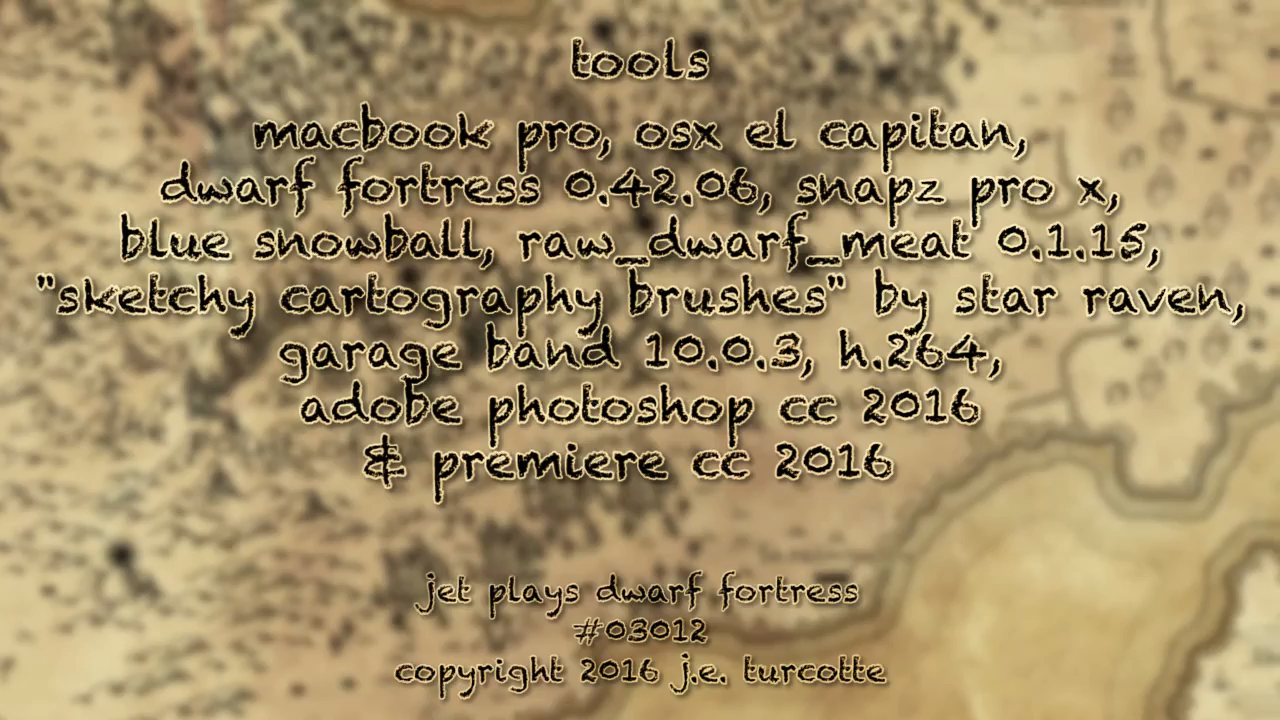 tools
macbook pro, osx el capitan,
dwarf fortress 0.42.06, snapz pro x,
blue snowball, raw_dwarf_meat 0.1.15,
"sketchy cartography brushes" by star raven,
garage band 10.0.3, h.264,
adobe photoshop cc 2016
& premiere cc 2016
jet plays dwarf fortress
#03012
copyright 2016 j.e. turcotte